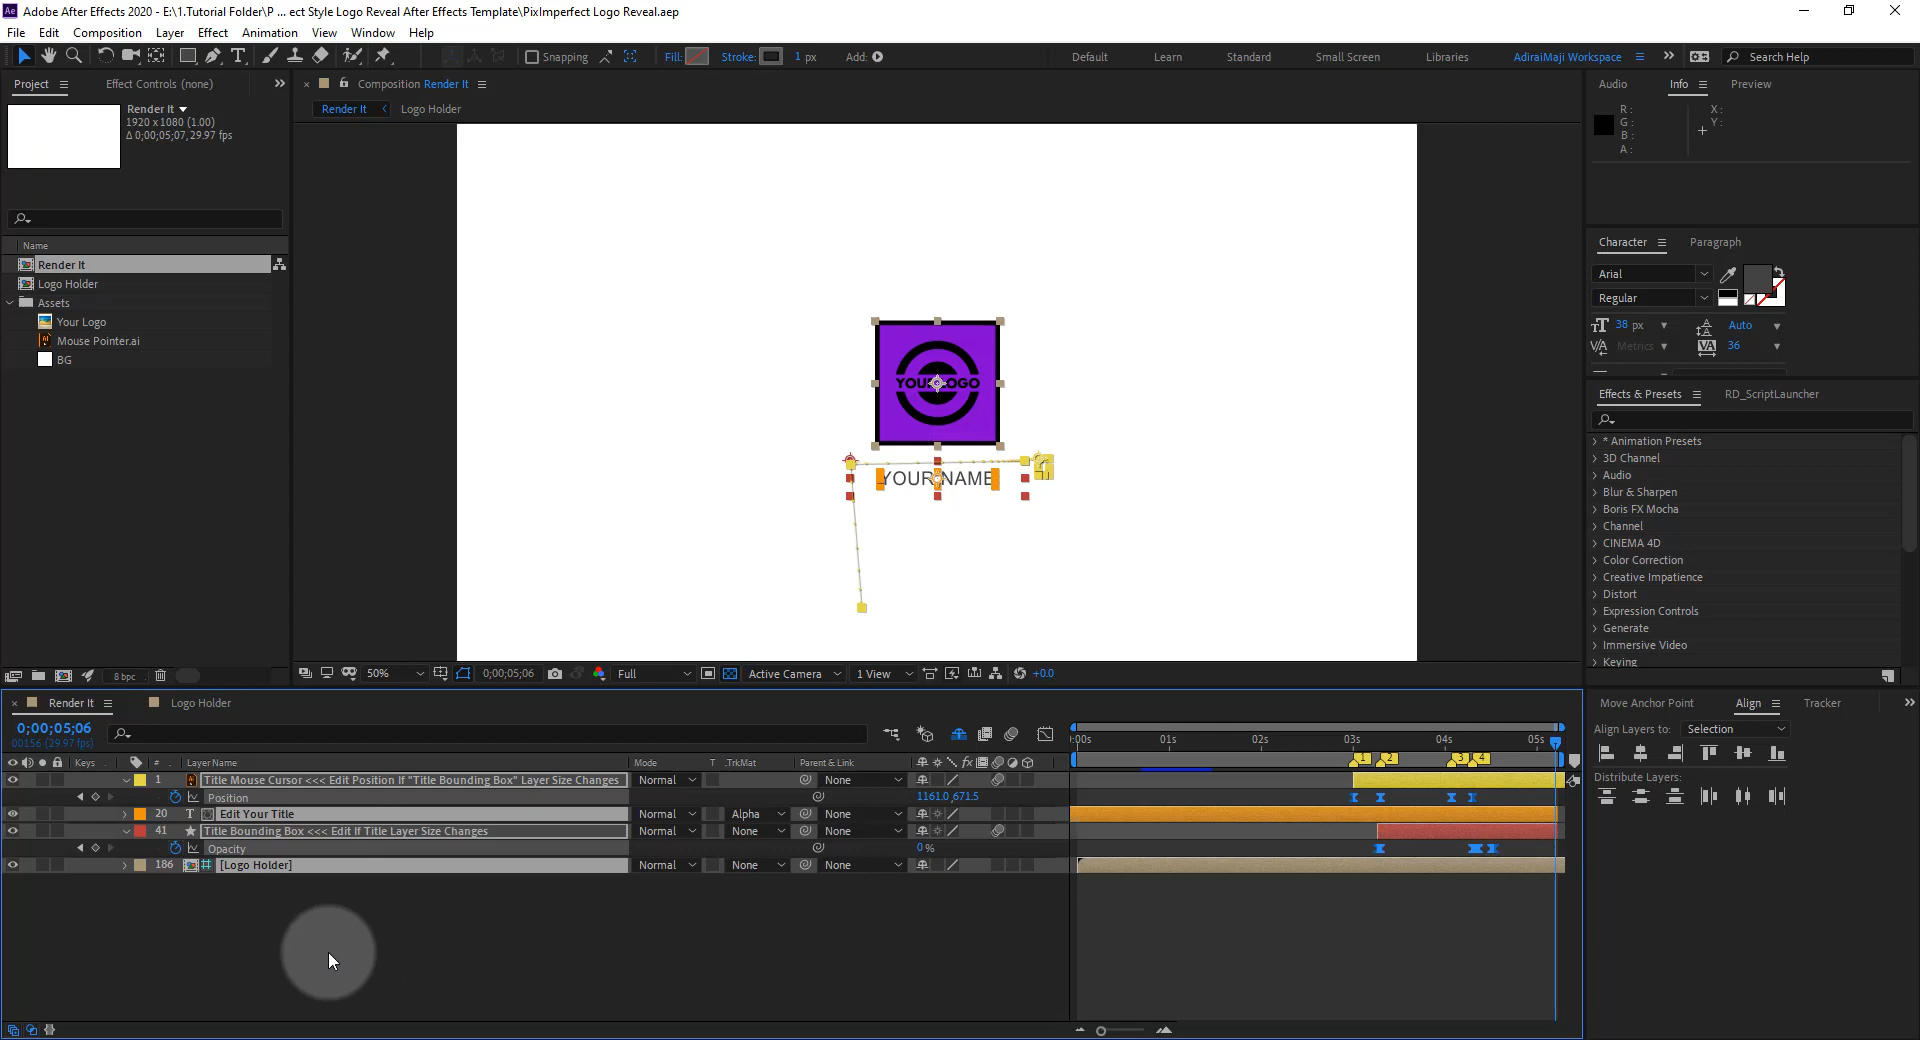 Adobe After Effects 2020 - E:\1.Tutorial Folder\P ... ect Style Logo Reveal After Effects Template\PixImperfect Logo Reveal.aep
File Edit Composition Layer Effect Animation View Window Help
Snapping Fill: Stroke: 1 px Add: Default Learn Standard Small Screen Libraries AdiraiMaji Workspace Search Help
Project Effect Controls (none) Composition Render It Audio Info Preview
Render It
1920 x 1080 (1.00)
Δ 0;00;05;07, 29.97 fps
Render It Logo Holder
R :
G :
B :
A :
X :
Y :
Name
Render It
Logo Holder
Assets
Your Logo
Mouse Pointer.ai
BG
8 bpc
YOUR LOGO
YOUR NAME
50% 0;00;05;06 Full Active Camera 1 View +0.0
Character Paragraph
Arial
Regular
38 px Auto
Metrics 36
Effects & Presets RD_ScriptLauncher
* Animation Presets
3D Channel
Audio
Blur & Sharpen
Boris FX Mocha
Channel
CINEMA 4D
Color Correction
Creative Impatience
Distort
Expression Controls
Generate
Immersive Video
Keying
Render It Logo Holder
0;00;05;06
00156 (29.97 fps)
Keys # Layer Name Mode T .TrkMat Parent & Link
:00s 01s 02s 03s 04s 05s
1 2 3 4
1 Title Mouse Cursor <<< Edit Position If "Title Bounding Box" Layer Size Changes Normal None
Position 1161.0,671.5
20 T Edit Your Title Normal Alpha None
41 Title Bounding Box <<< Edit If Title Layer Size Changes Normal None None
Opacity 0 %
186 [Logo Holder] Normal None None
Move Anchor Point Align Tracker
Align Layers to: Selection
Distribute Layers: